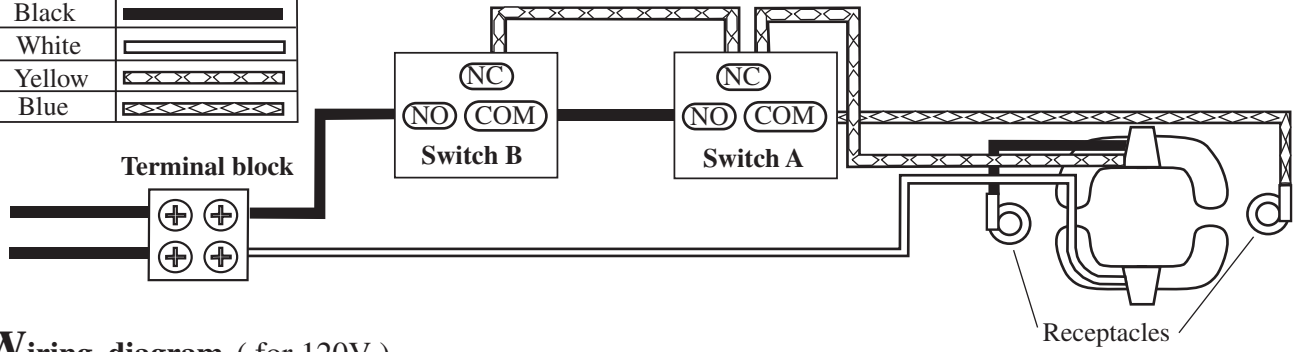 Black
White
Yellow
Blue
NC
NO COM
Switch B
NC
NO COM
Switch A
Terminal block
Receptacles
Wiring diagram ( for 120V )